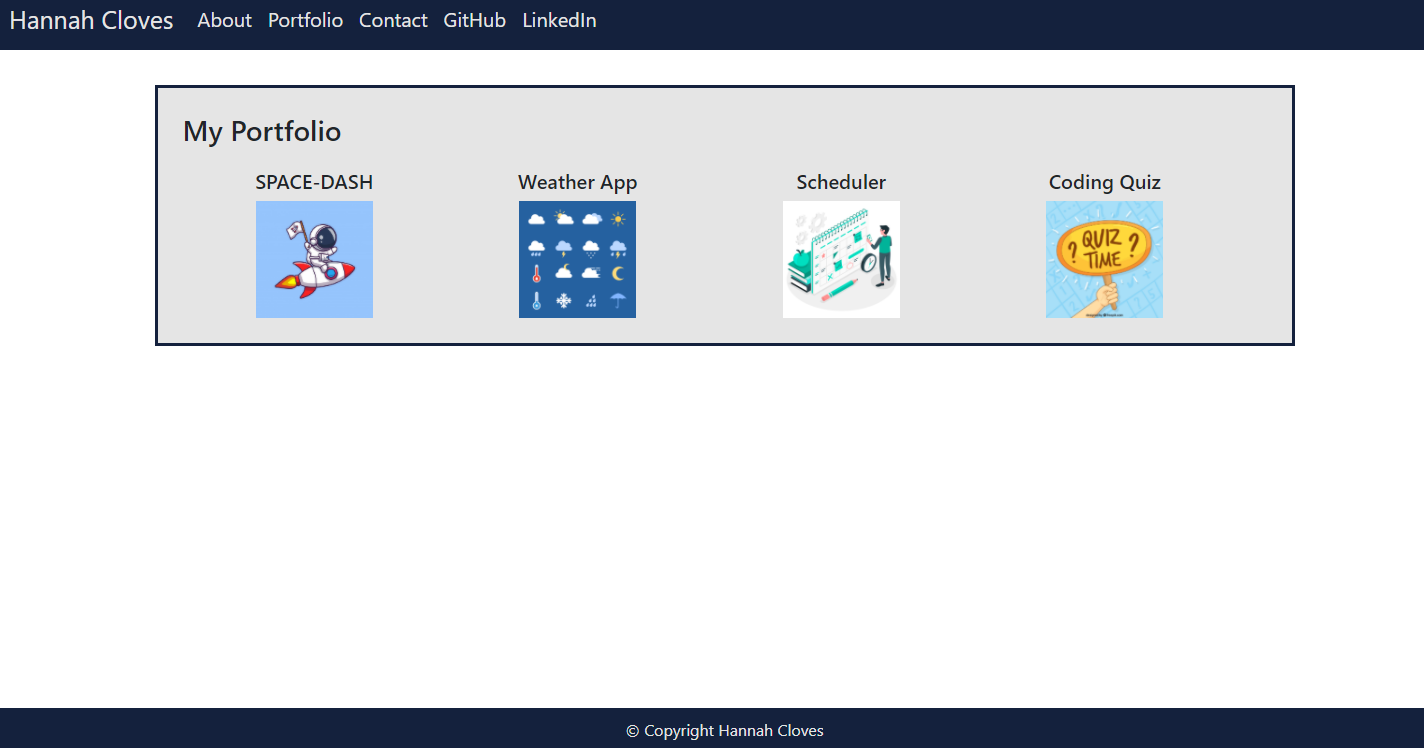 Hannah Cloves About Portfolio Contact GitHub LinkedIn
My Portfolio
SPACE-DASH Weather App Scheduler Coding Quiz
? QUIZ ?
TIME
© Copyright Hannah Cloves